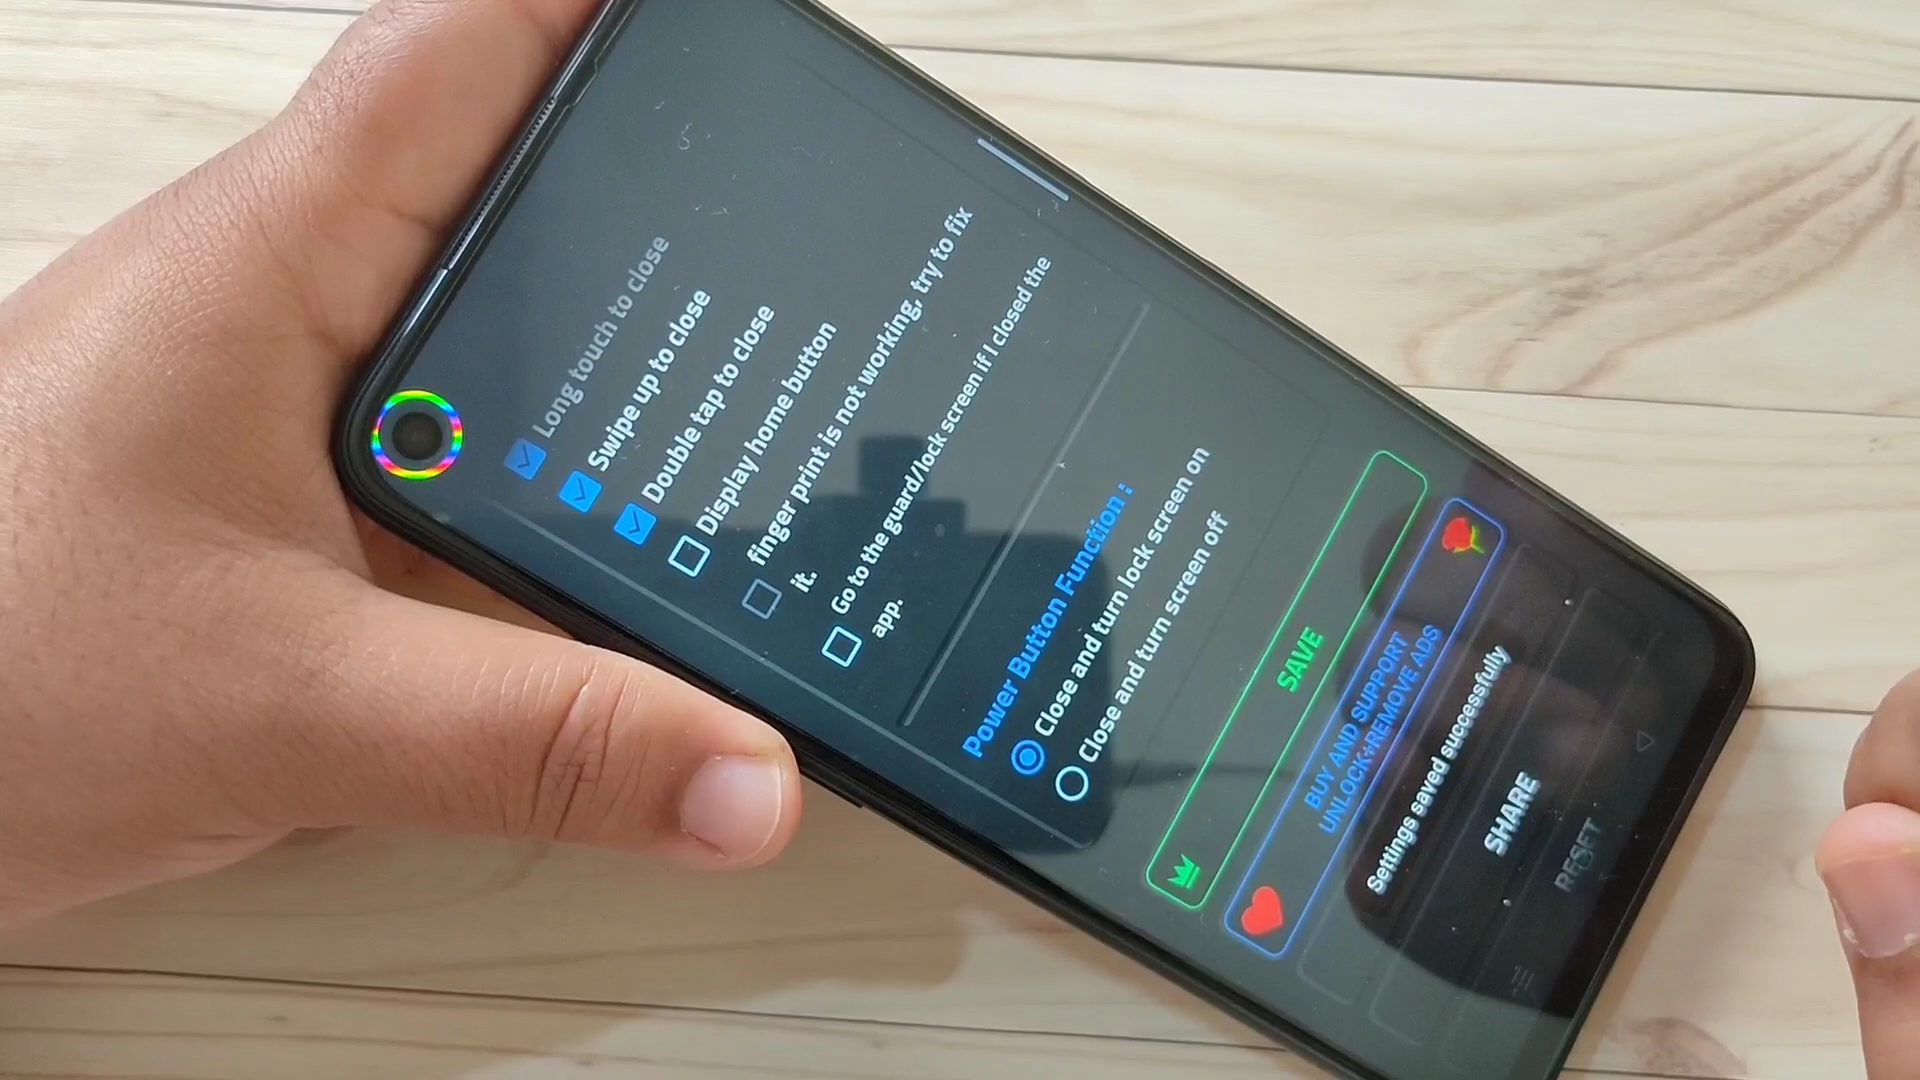 Long touch to close
Swipe up to close
Double tap to close
Display home button
finger print is not working, try to fix
it.
Go to the guard/lock screen if I closed the
app.
Power Button Function :
Close and turn lock screen on
Close and turn screen off
SAVE
BUY AND SUPPORT
UNLOCK+REMOVE ADS
Settings saved successfully
SHARE
RESET